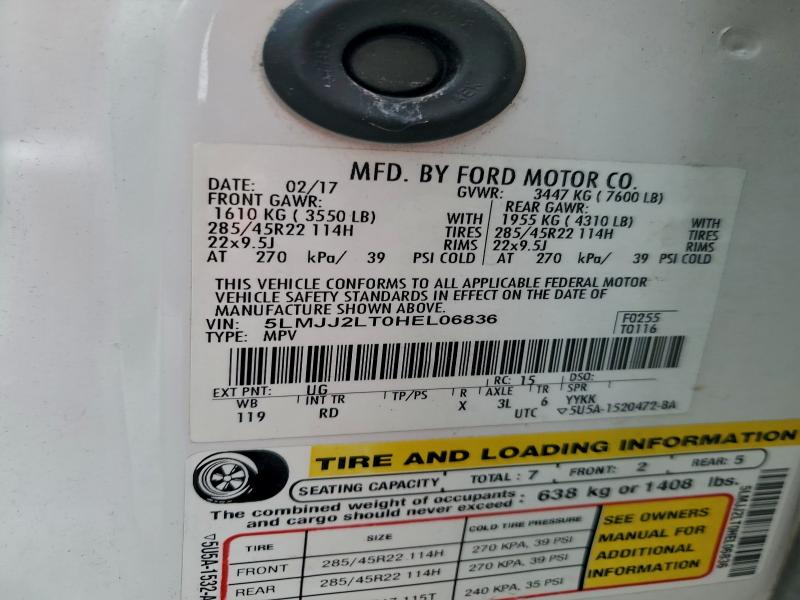 MFD. BY FORD MOTOR CO.
DATE: 02/17 GVWR: 3447 KG ( 7600 LB)
FRONT GAWR: REAR GAWR:
1610 KG ( 3550 LB) WITH 1955 KG ( 4310 LB) WITH
285/45R22 114H TIRES 285/45R22 114H TIRES
22x9.5J RIMS 22x9.5J RIMS
AT 270 kPa/ 39 PSI COLD AT 270 kPa/ 39 PSI COLD
THIS VEHICLE CONFORMS TO ALL APPLICABLE FEDERAL MOTOR
VEHICLE SAFETY STANDARDS IN EFFECT ON THE DATE OF
MANUFACTURE SHOWN ABOVE.
VIN: 5LMJJ2LT0HEL06836 F0255
TYPE: MPV T0116
EXT PNT: UG RC: 15 DSO:
WB INT TR TP/PS R AXLE TR SPR
119 RD X 3L 6 YYKK
UTC ▽5U5A-1520472-BA
TIRE AND LOADING INFORMATION
SEATING CAPACITY TOTAL : 7 FRONT: 2 REAR: 5
The combined weight of occupants : 638 kg or 1408 lbs.
and cargo should never exceed
TIRE SIZE COLD TIRE PRESSURE
FRONT 285/45R22 114H 270 KPA, 39 PSI
REAR 285/45R22 114H 270 KPA, 39 PSI
115T 240 KPA, 35 PSI
SEE OWNERS
MANUAL FOR
ADDITIONAL
INFORMATION
5LMJJ2LT0HEL06836
▽5U5A-1532-A